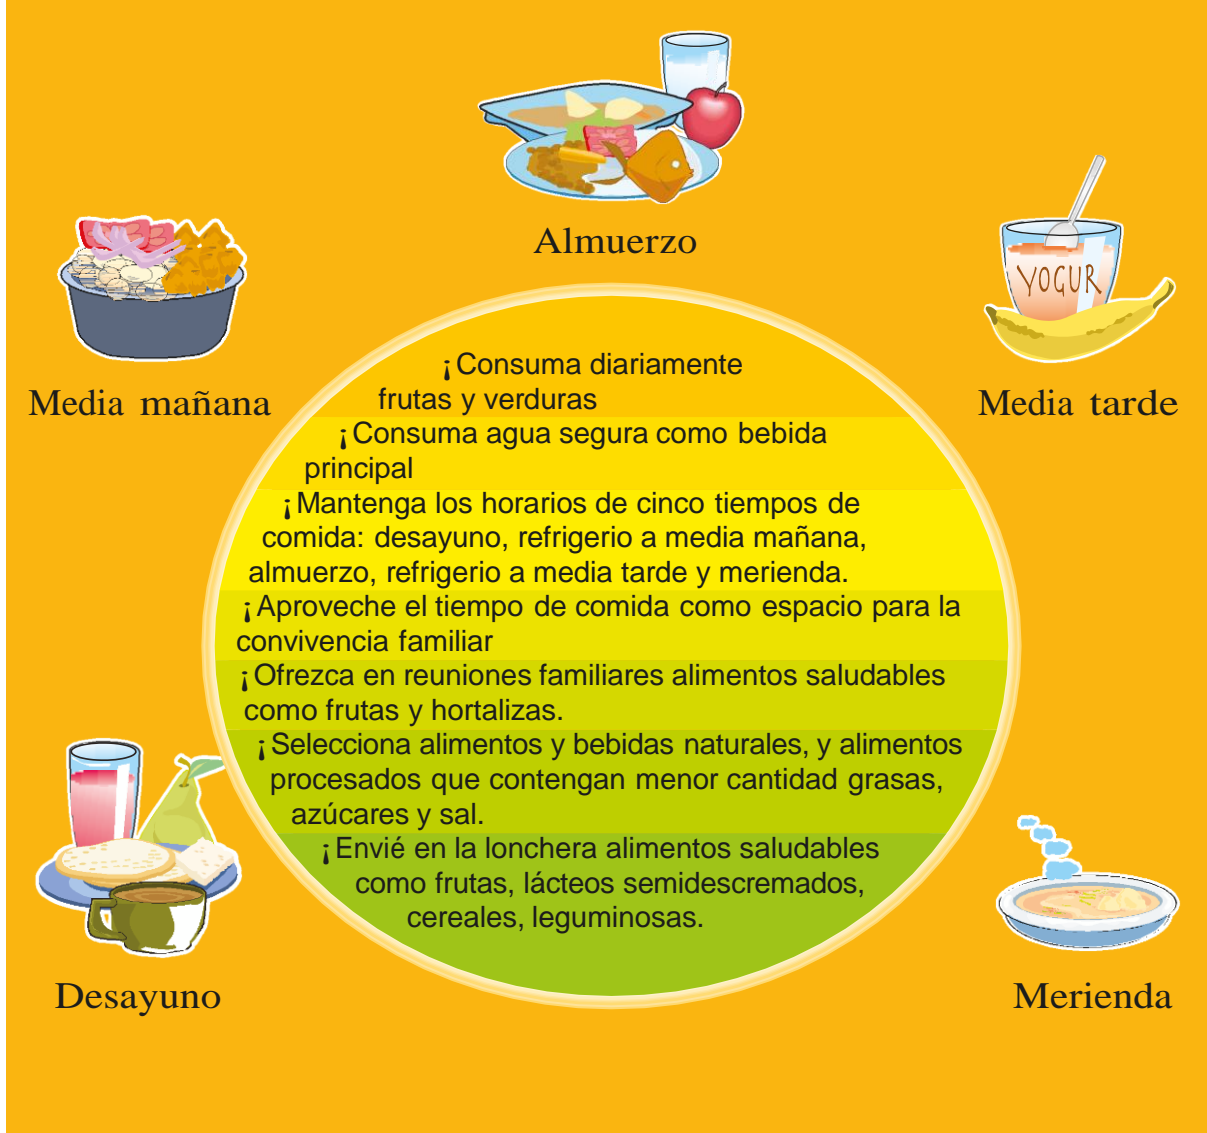 Almuerzo
YOGUR
Media mañana
Media tarde
¡Consuma diariamente
frutas y verduras
¡Consuma agua segura como bebida
principal
¡Mantenga los horarios de cinco tiempos de
comida: desayuno, refrigerio a media mañana,
almuerzo, refrigerio a media tarde y merienda.
¡Aproveche el tiempo de comida como espacio para la
convivencia familiar
¡Ofrezca en reuniones familiares alimentos saludables
como frutas y hortalizas.
¡Selecciona alimentos y bebidas naturales, y alimentos
procesados que contengan menor cantidad grasas,
azúcares y sal.
¡Envié en la lonchera alimentos saludables
como frutas, lácteos semidescremados,
cereales, leguminosas.
Desayuno
Merienda